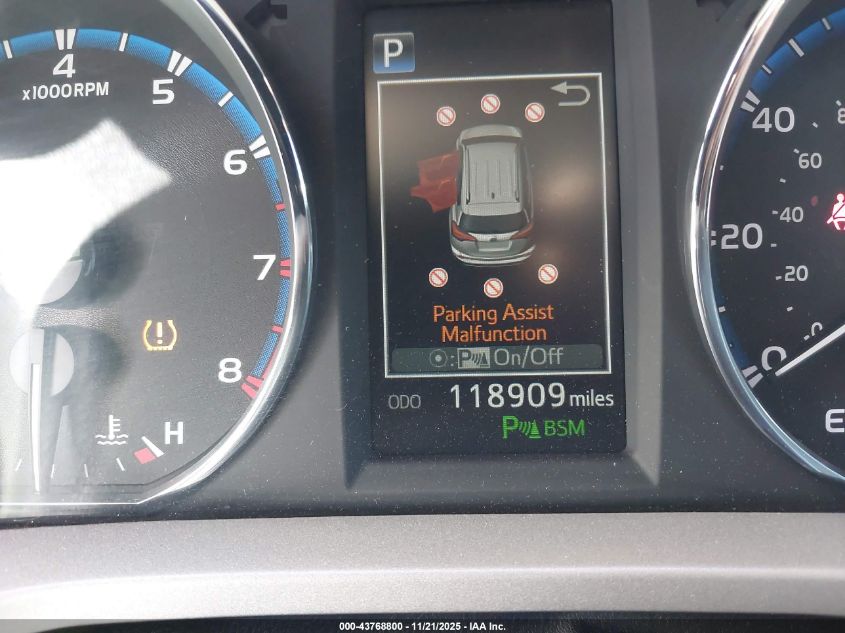 4
x1000RPM
5
6
7
8
H
P
Parking Assist
Malfunction
: P On/Off
ODO 118909 miles
P BSM
40
60
40
20
20
0
0
E
000-43768800 - 11/21/2025 - IAA Inc.